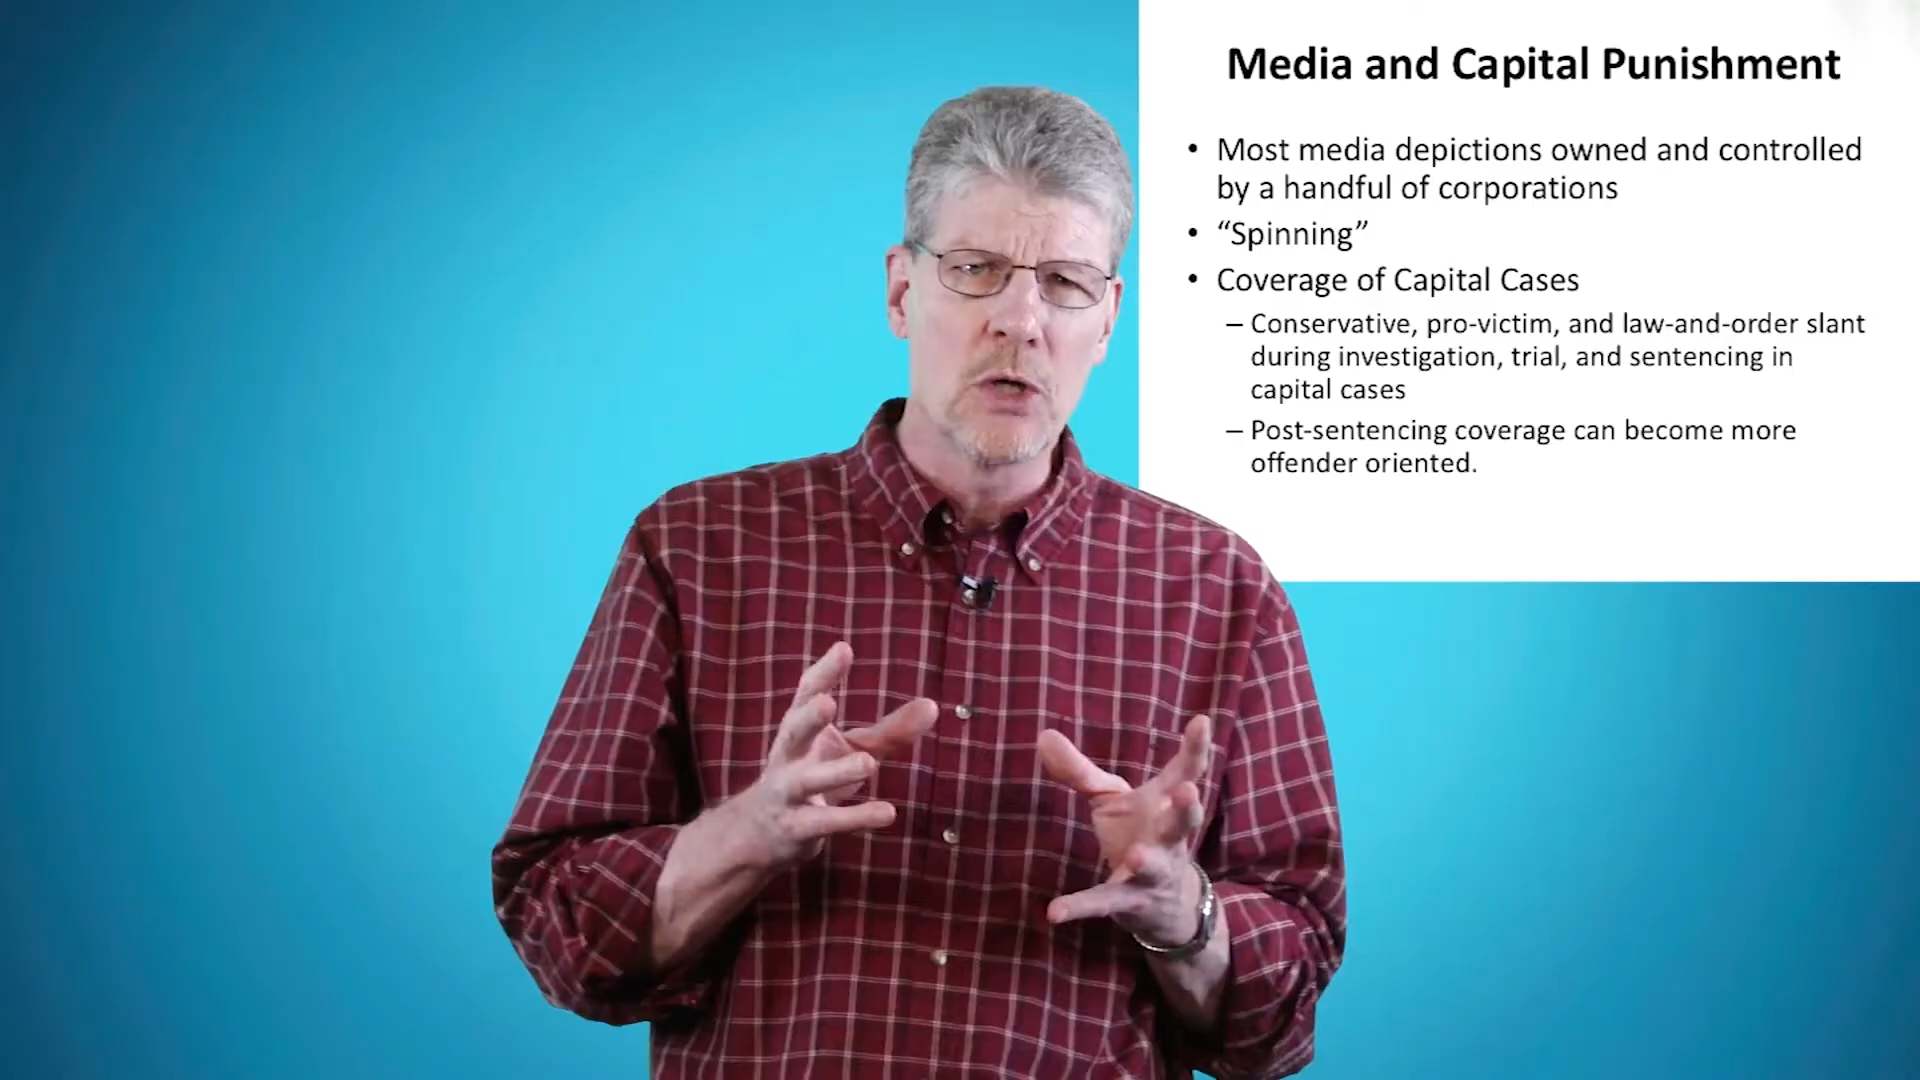 Media and Capital Punishment
• Most media depictions owned and controlled
by a handful of corporations
• “Spinning”
• Coverage of Capital Cases
– Conservative, pro-victim, and law-and-order slant
during investigation, trial, and sentencing in
capital cases
– Post-sentencing coverage can become more
offender oriented.